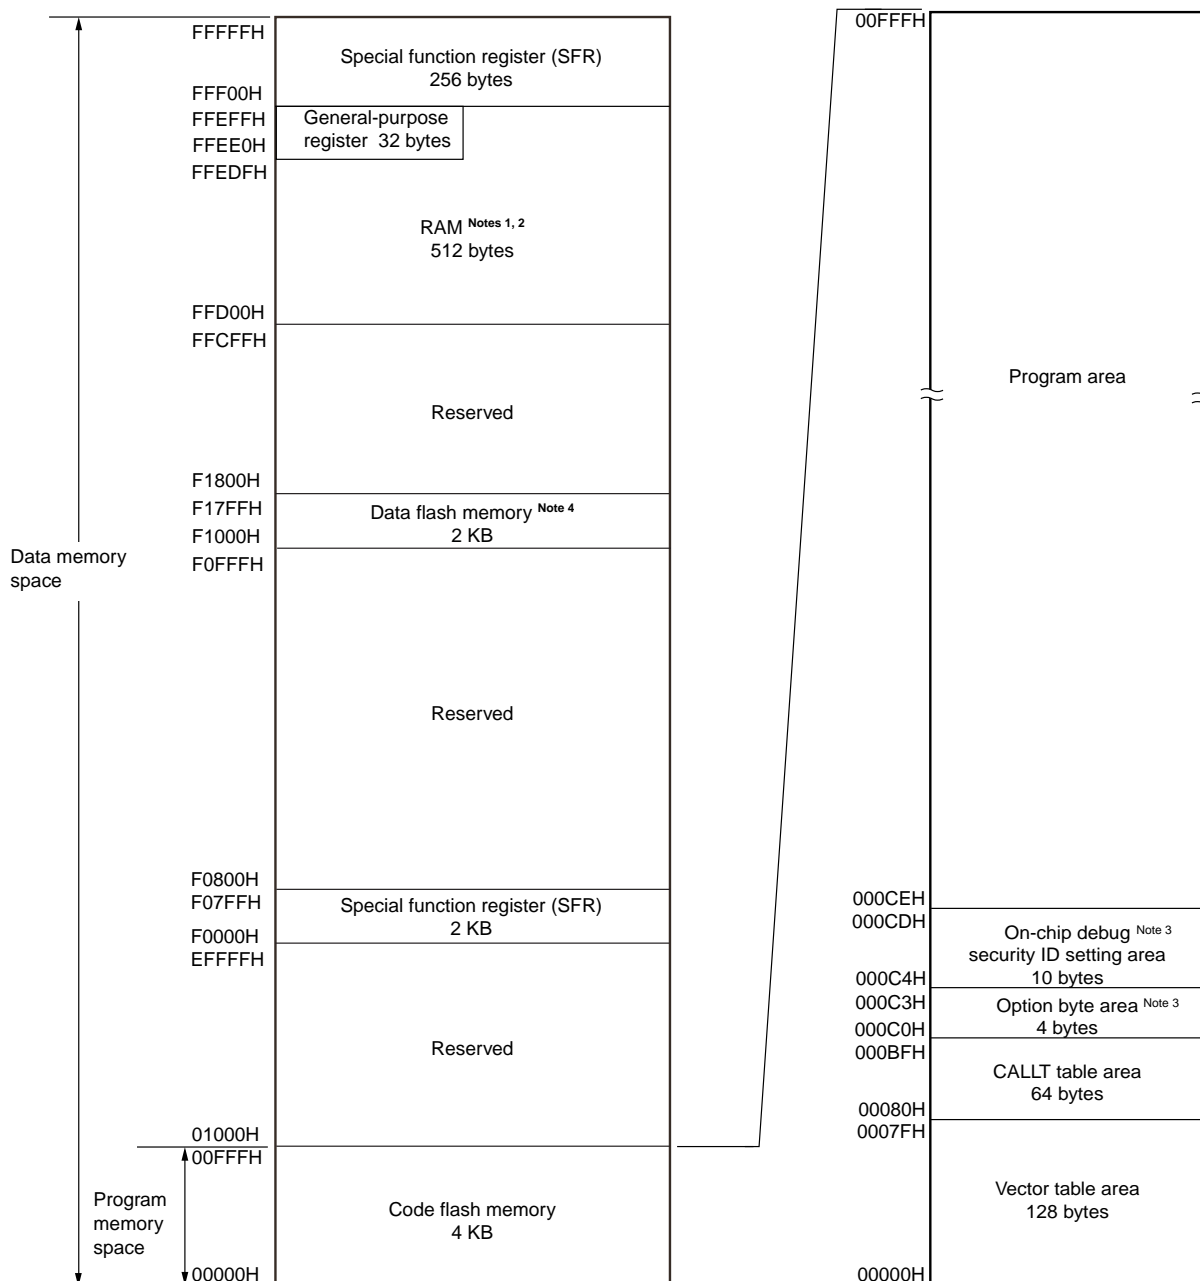 FFFFFH
Special function register (SFR)
256 bytes
FFF00H
FFEFFH
General-purpose
register 32 bytes
FFEE0H
FFEDFH
RAM Notes 1, 2
512 bytes
FFD00H
FFCFFH
Reserved
F1800H
F17FFH
Data flash memory Note 4
2 KB
F1000H
F0FFFH
Data memory
space
Reserved
F0800H
F07FFH
Special function register (SFR)
2 KB
F0000H
EFFFFH
Reserved
01000H
00FFFH
Program
memory
space
Code flash memory
4 KB
00000H
00FFFH
Program area
000CEH
000CDH
On-chip debug Note 3
security ID setting area
10 bytes
000C4H
000C3H
Option byte area Note 3
4 bytes
000C0H
000BFH
CALLT table area
64 bytes
00080H
0007FH
Vector table area
128 bytes
00000H